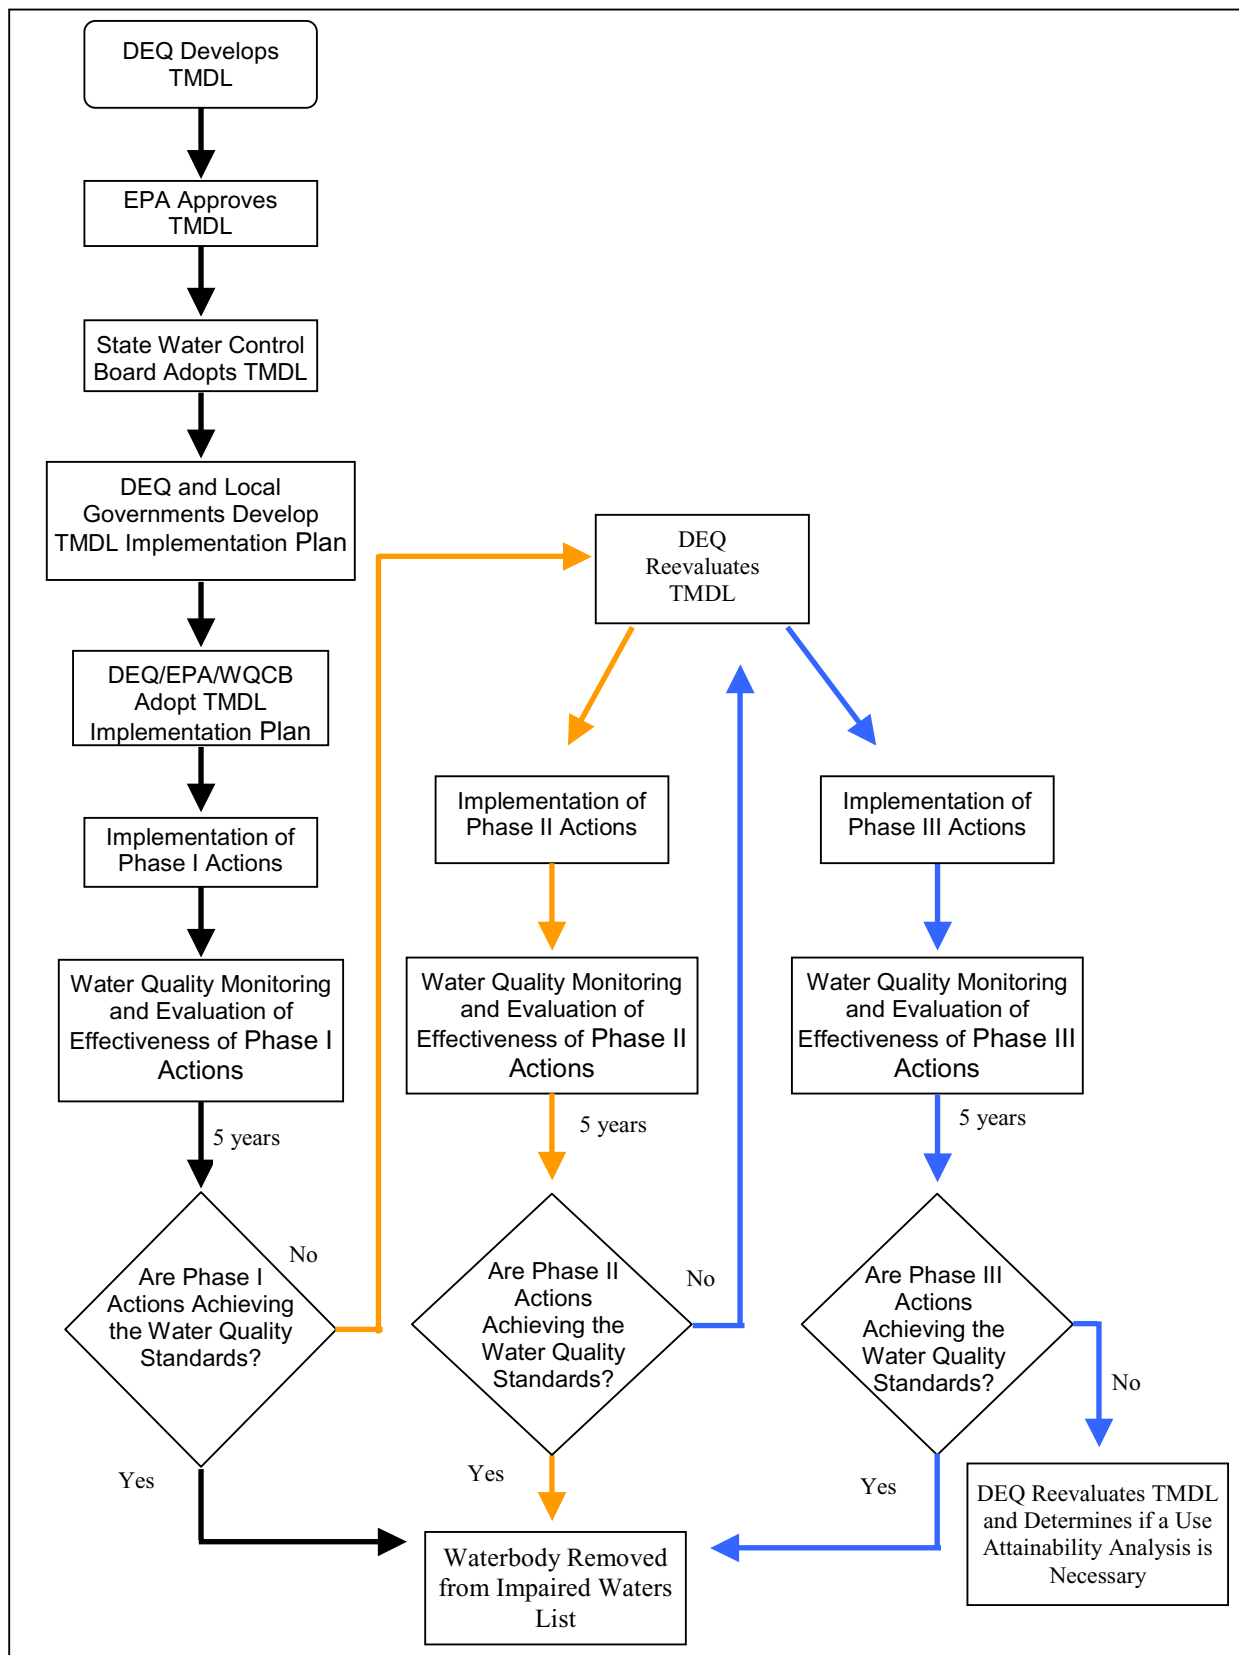 DEQ Develops
TMDL
EPA Approves
TMDL
State Water Control
Board Adopts TMDL
DEQ and Local
Governments Develop
TMDL Implementation Plan
DEQ/EPA/WQCB
Adopt TMDL
Implementation Plan
Implementation of
Phase I Actions
Water Quality Monitoring
and Evaluation of
Effectiveness of Phase I
Actions
5 years
Are Phase I
Actions Achieving
the Water Quality
Standards?
No
Yes
DEQ
Reevaluates
TMDL
Implementation of
Phase II Actions
Water Quality Monitoring
and Evaluation of
Effectiveness of Phase II
Actions
5 years
Are Phase II
Actions
Achieving the
Water Quality
Standards?
No
Yes
Implementation of
Phase III Actions
Water Quality Monitoring
and Evaluation of
Effectiveness of Phase III
Actions
5 years
Are Phase III
Actions
Achieving the
Water Quality
Standards?
No
Yes
Waterbody Removed
from Impaired Waters
List
DEQ Reevaluates TMDL
and Determines if a Use
Attainability Analysis is
Necessary